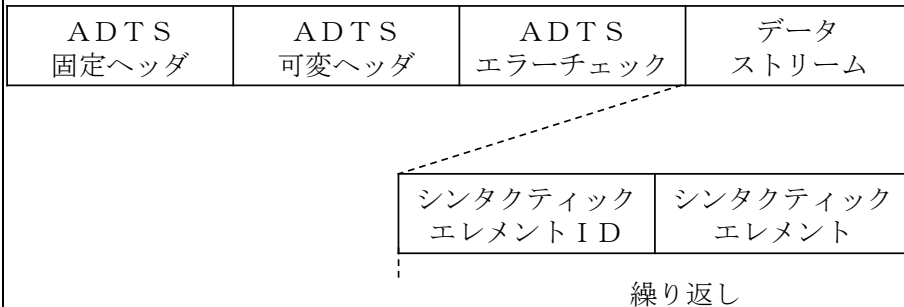 ＡＤＴＳ
固定ヘッダ
ＡＤＴＳ
可変ヘッダ
ＡＤＴＳ
エラーチェック
データ
ストリーム
シンタクティック
エレメントＩＤ
シンタクティック
エレメント
繰り返し